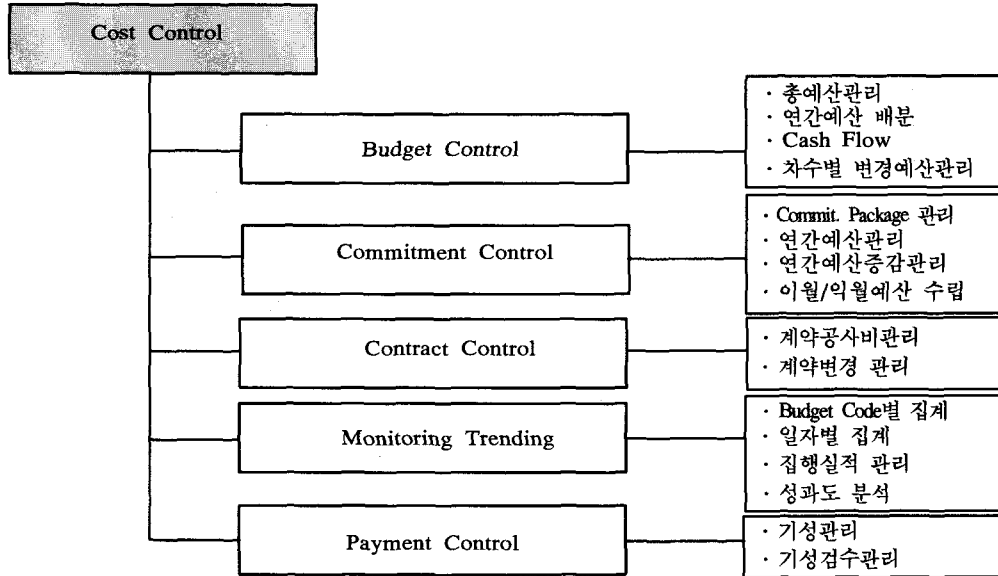 Cost Control
Budget Control
· 총예산관리
· 연간예산 배분
· Cash Flow
· 차수별 변경예산관리
Commitment Control
· Commit. Package 관리
· 연간예산관리
· 연간예산증감관리
· 이월/익월예산 수립
Contract Control
· 계약공사비관리
· 계약변경 관리
Monitoring Trending
· Budget Code별 집계
· 일자별 집계
· 집행실적 관리
· 성과도 분석
Payment Control
· 기성관리
· 기성검수관리